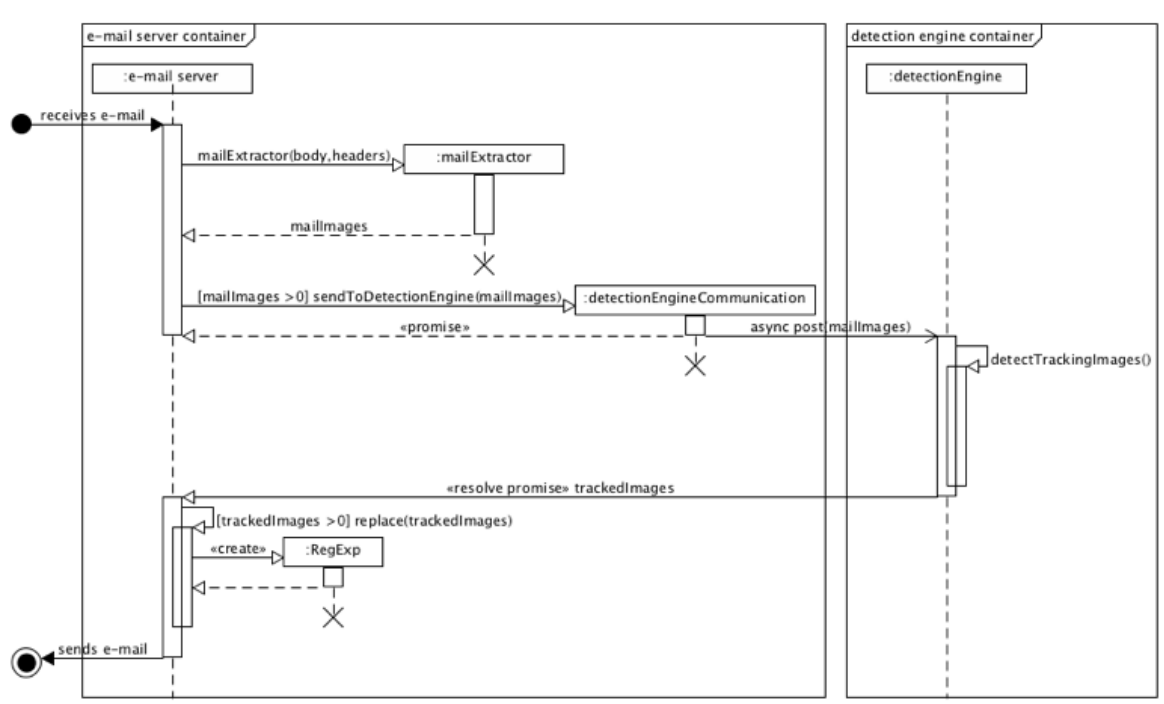 e-mail server container
detection engine container
:e-mail server
:detectionEngine
receives e-mail
mailExtractor(body,headers)
:mailExtractor
mailImages
[mailImages >0] sendToDetectionEngine(mailImages)
:detectionEngineCommunication
«promise»
async post(mailImages)
detectTrackingImages()
«resolve promise» trackedImages
[trackedImages >0] replace(trackedImages)
«create»
:RegExp
sends e-mail